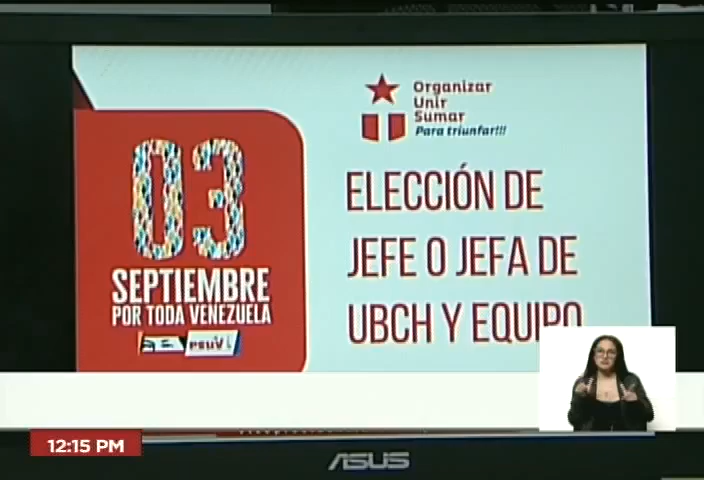 Organizar
Unir
Sumar
Para triunfar!!!
03
SEPTIEMBRE
POR TODA VENEZUELA
PSUV
ELECCIÓN DE
JEFE O JEFA DE
UBCH Y EQUIPO
12:15 PM
ASUS